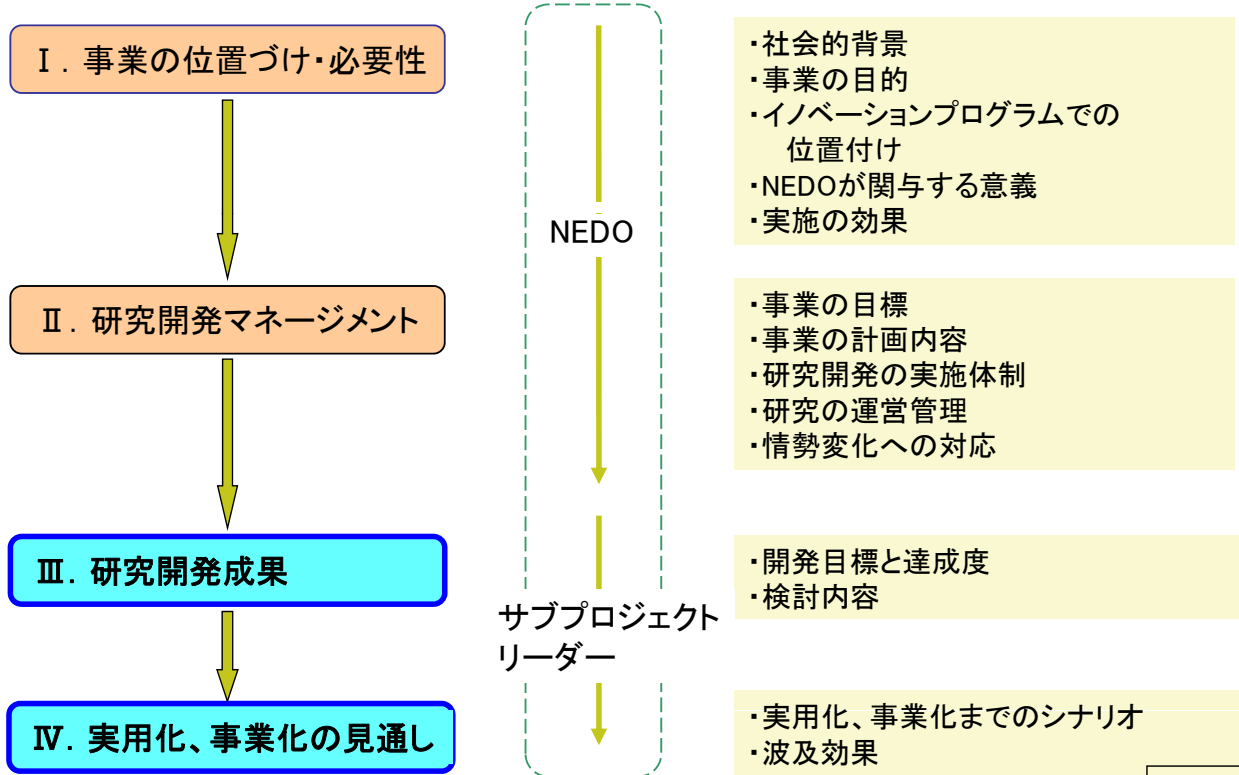 Ⅰ．事業の位置づけ・必要性
・社会的背景
・事業の目的
・イノベーションプログラムでの
位置付け
・NEDOが関与する意義
・実施の効果
NEDO
Ⅱ．研究開発マネージメント
・事業の目標
・事業の計画内容
・研究開発の実施体制
・研究の運営管理
・情勢変化への対応
Ⅲ．研究開発成果
・開発目標と達成度
・検討内容
サブプロジェクト
リーダー
Ⅳ．実用化、事業化の見通し
・実用化、事業化までのシナリオ
・波及効果